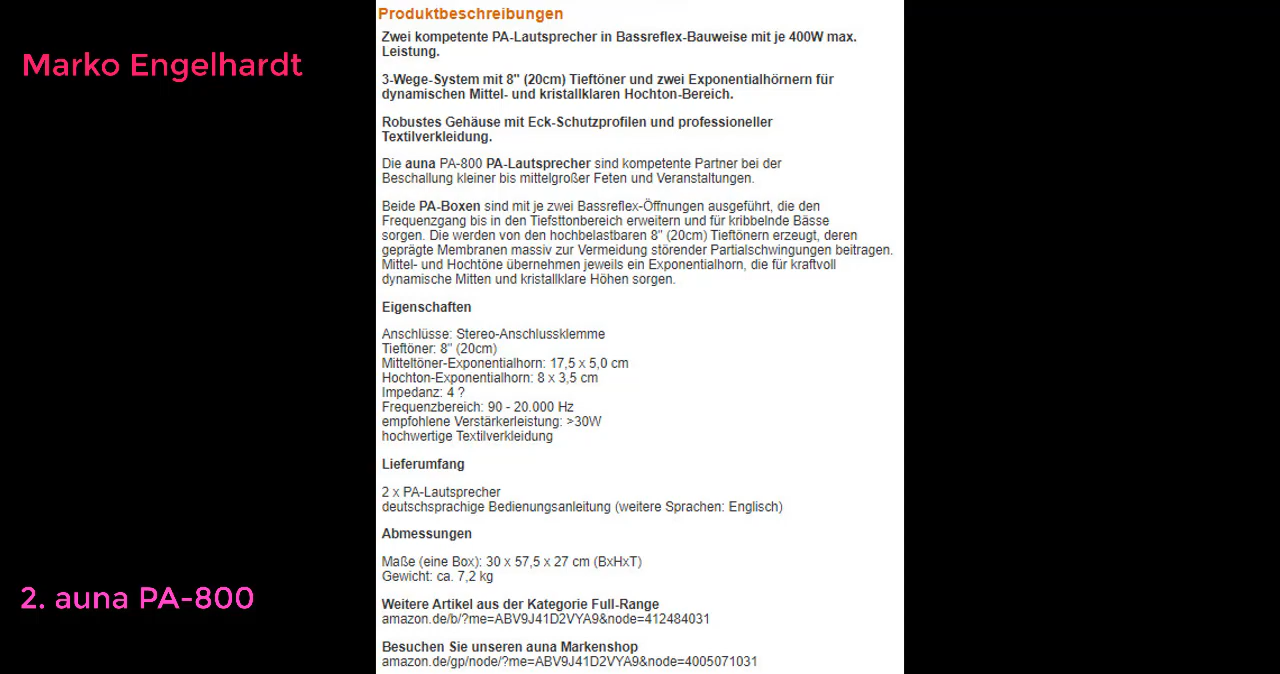 Marko Engelhardt
Produktbeschreibungen
Zwei kompetente PA-Lautsprecher in Bassreflex-Bauweise mit je 400W max.
Leistung.
3-Wege-System mit 8" (20cm) Tieftöner und zwei Exponentialhörnern für
dynamischen Mittel- und kristallklaren Hochton-Bereich.
Robustes Gehäuse mit Eck-Schutzprofilen und professioneller
Textilverkleidung.
Die auna PA-800 PA-Lautsprecher sind kompetente Partner bei der
Beschallung kleiner bis mittelgroßer Feten und Veranstaltungen.
Beide PA-Boxen sind mit je zwei Bassreflex-Öffnungen ausgeführt, die den
Frequenzgang bis in den Tiefsttonbereich erweitern und für kribbelnde Bässe
sorgen. Die werden von den hochbelastbaren 8" (20cm) Tieftönern erzeugt, deren
geprägte Membranen massiv zur Vermeidung störender Partialschwingungen beitragen.
Mittel- und Hochtöne übernehmen jeweils ein Exponentialhorn, die für kraftvoll
dynamische Mitten und kristallklare Höhen sorgen.
Eigenschaften
Anschlüsse: Stereo-Anschlussklemme
Tieftöner: 8" (20cm)
Mitteltöner-Exponentialhorn: 17,5 x 5,0 cm
Hochton-Exponentialhorn: 8 x 3,5 cm
Impedanz: 4 ?
Frequenzbereich: 90 - 20.000 Hz
empfohlene Verstärkerleistung: >30W
hochwertige Textilverkleidung
Lieferumfang
2 x PA-Lautsprecher
deutschsprachige Bedienungsanleitung (weitere Sprachen: Englisch)
Abmessungen
Maße (eine Box): 30 x 57,5 x 27 cm (BxHxT)
Gewicht: ca. 7,2 kg
Weitere Artikel aus der Kategorie Full-Range
amazon.de/b/?me=ABV9J41D2VYA9&node=412484031
Besuchen Sie unseren auna Markenshop
amazon.de/gp/node/?me=ABV9J41D2VYA9&node=4005071031
2. auna PA-800